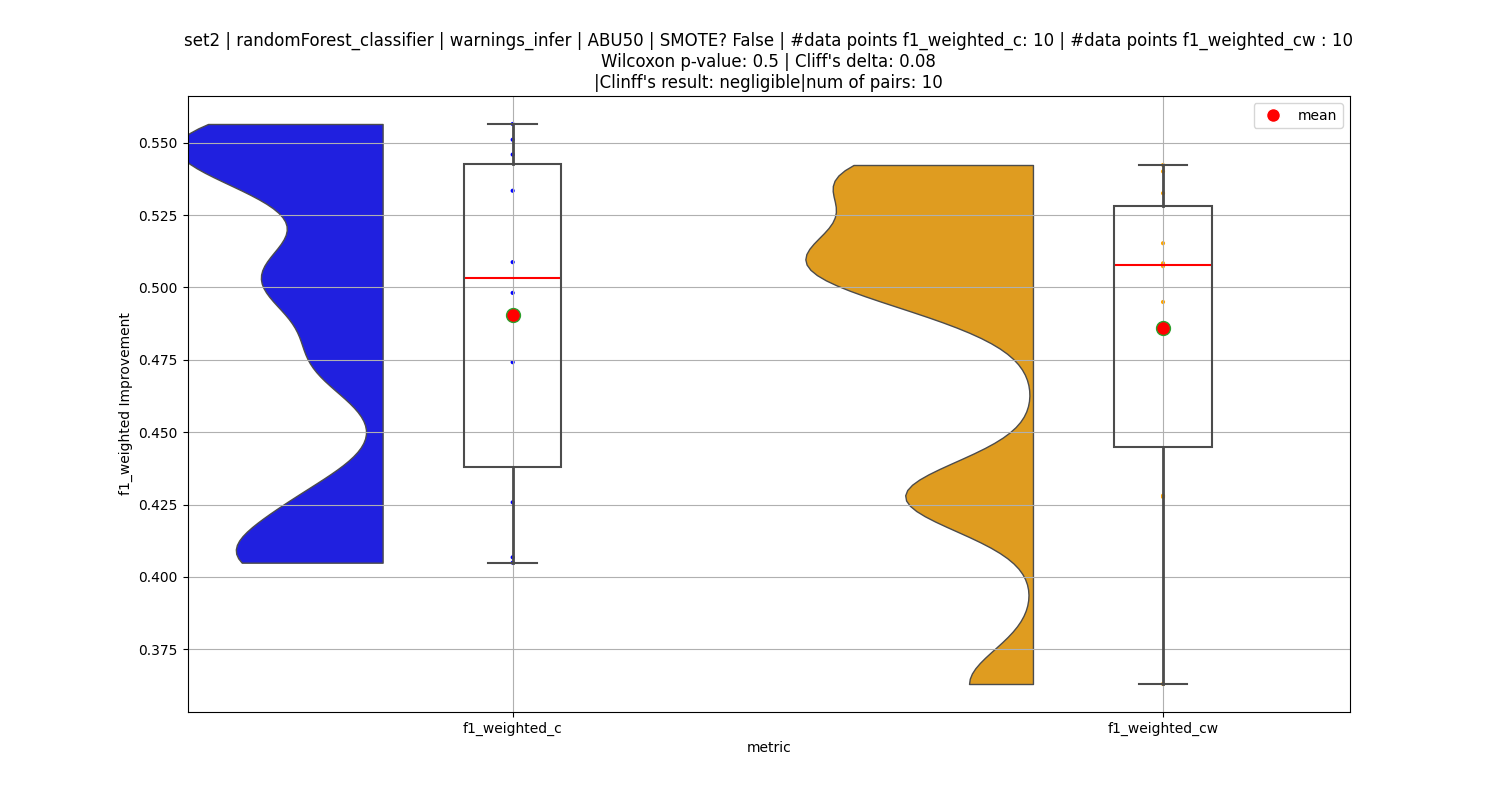 set2 | randomForest_classifier | warnings_infer | ABU50 | SMOTE? False | #data points f1_weighted_c: 10 | #data points f1_weighted_cw : 10
Wilcoxon p-value: 0.5 | Cliff's delta: 0.08
|Clinff's result: negligible|num of pairs: 10
mean
0.550
0.525
0.500
0.475
0.450
0.425
0.400
0.375
f1_weighted Improvement
f1_weighted_c
f1_weighted_cw
metric